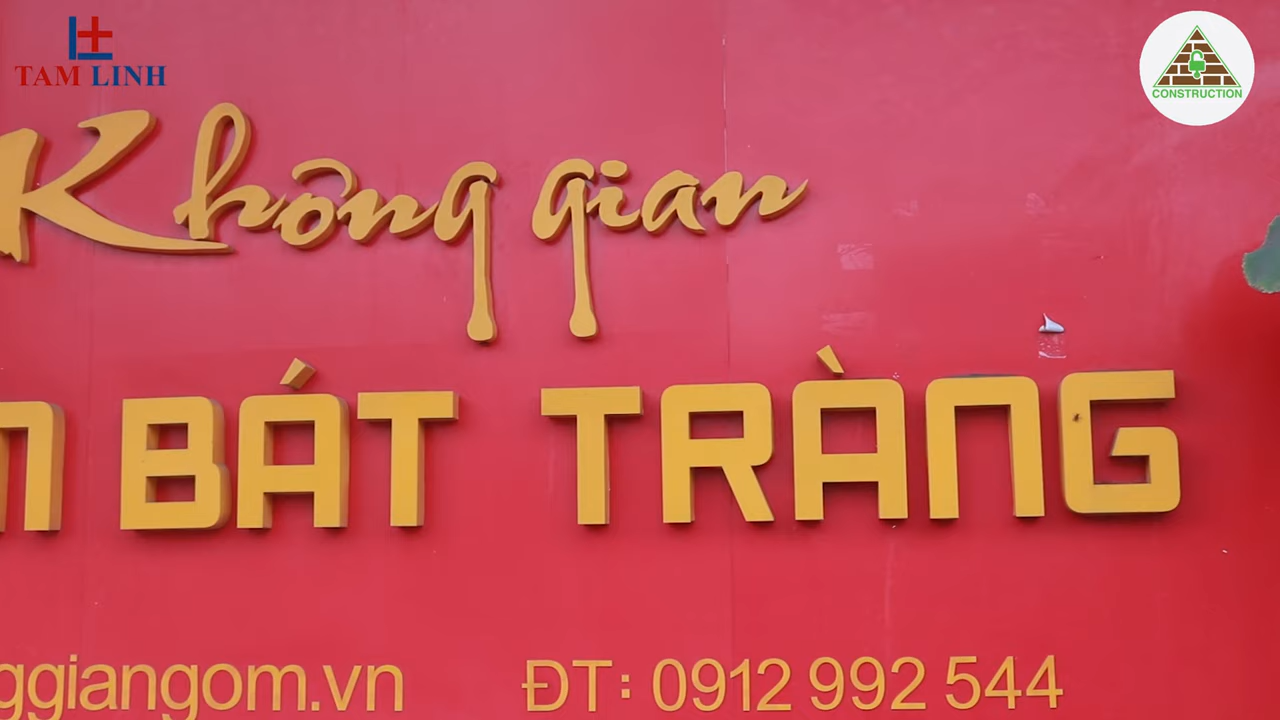 TAM LINH
CONSTRUCTION
Không gian
BÁT TRÀNG
ggiangom.vn ĐT: 0912 992 544